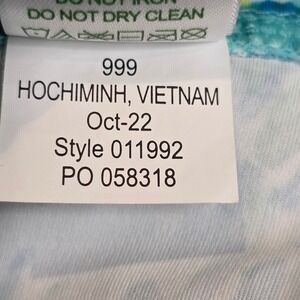 DO NOT IRON
DO NOT DRY CLEAN
999
HOCHIMINH, VIETNAM
Oct-22
Style 011992
PO 058318